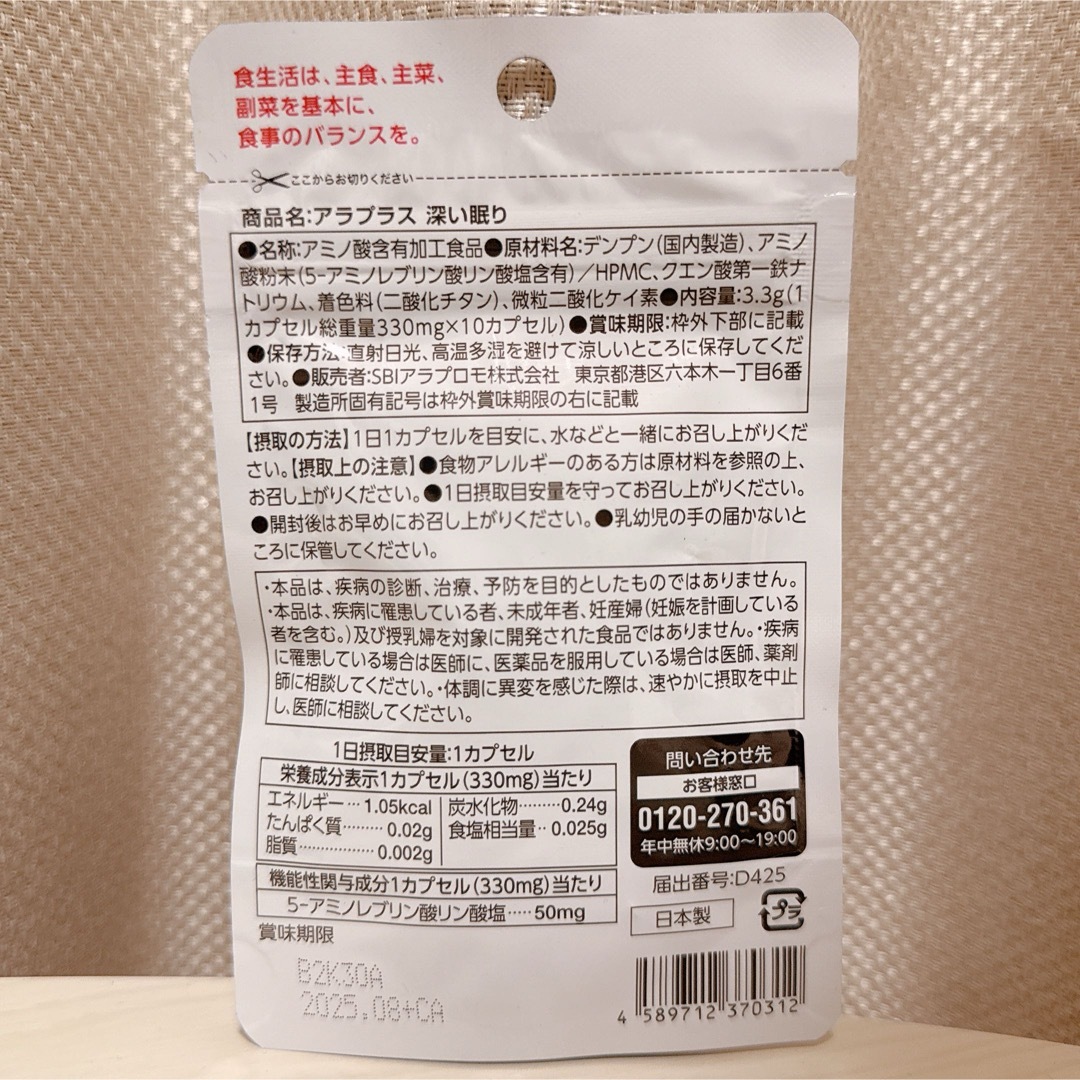 食生活は、主食、主菜、
副菜を基本に、
食事のバランスを。
ここからお切りください
商品名:アラプラス 深い眠り
●名称:アミノ酸含有加工食品●原材料名:デンプン(国内製造)、アミノ
酸粉末(5-アミノレブリン酸リン酸塩含有)/HPMC、クエン酸第一鉄ナ
トリウム、着色料(二酸化チタン)、微粒二酸化ケイ素●内容量:3.3g(1
カプセル総重量330mg×10カプセル)●賞味期限:枠外下部に記載
●保存方法:直射日光、高温多湿を避けて涼しいところに保存してくだ
さい。●販売者:SBIアラプロモ株式会社 東京都港区六本木一丁目6番
1号 製造所固有記号は枠外賞味期限の右に記載
【摂取の方法】1日1カプセルを目安に、水などと一緒にお召し上がりくだ
さい。【摂取上の注意】●食物アレルギーのある方は原材料を参照の上、
お召し上がりください。●1日摂取目安量を守ってお召し上がりください。
●開封後はお早めにお召し上がりください。●乳幼児の手の届かないと
ころに保管してください。
・本品は、疾病の診断、治療、予防を目的としたものではありません。
・本品は、疾病に罹患している者、未成年者、妊産婦(妊娠を計画している
者を含む。)及び授乳婦を対象に開発された食品ではありません。・疾病
に罹患している場合は医師に、医薬品を服用している場合は医師、薬剤
師に相談してください。・体調に異変を感じた際は、速やかに摂取を中止
し、医師に相談してください。
1日摂取目安量:1カプセル
栄養成分表示1カプセル(330mg)当たり
エネルギー…1.05kcal
たんぱく質………0.02g
脂質………………0.002g
炭水化物………0.24g
食塩相当量‥0.025g
機能性関与成分1カプセル(330mg)当たり
5-アミノレブリン酸リン酸塩……50mg
問い合わせ先
お客様窓口
0120-270-361
年中無休9:00〜19:00
届出番号:D425
日本製
プラ
賞味期限
B2K30A
2025.08+CA
4 589712 370312